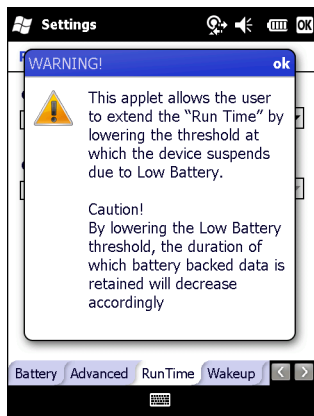 Settings
OK
WARNING!
ok
This applet allows the user
to extend the “Run Time” by
lowering the threshold at
which the device suspends
due to Low Battery.
Caution!
By lowering the Low Battery
threshold, the duration of
which battery backed data is
retained will decrease
accordingly
Battery Advanced RunTime Wakeup